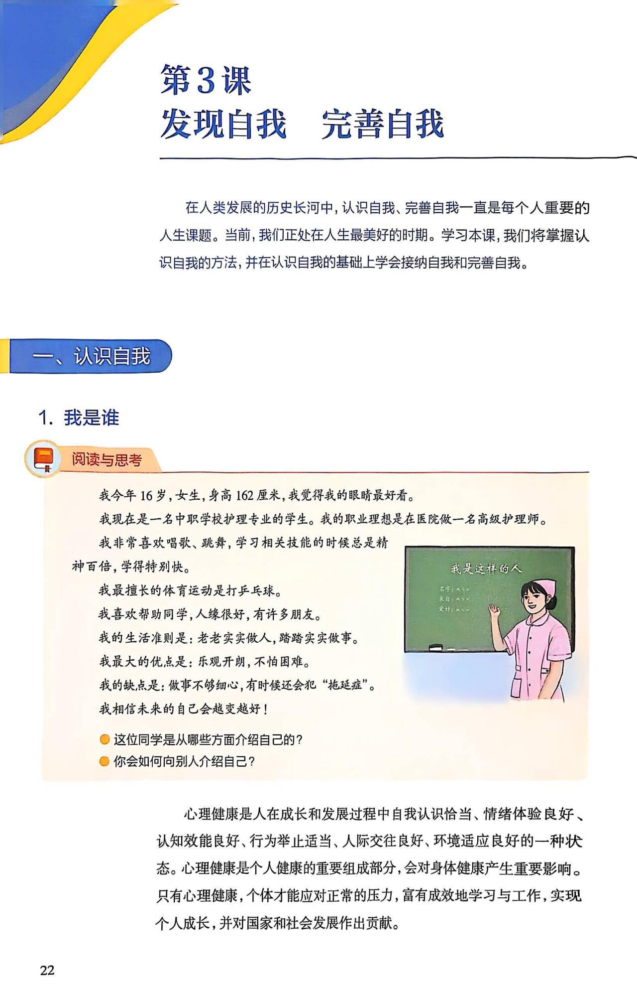 第3课
发现自我 完善自我
在人类发展的历史长河中，认识自我、完善自我一直是每个人重要的
人生课题。当前，我们正处在人生最美好的时期。学习本课，我们将掌握认
识自我的方法，并在认识自我的基础上学会接纳自我和完善自我。
一、认识自我
1. 我是谁
阅读与思考
我今年 16 岁，女生，身高 162 厘米，我觉得我的眼睛最好看。
我现在是一名中职学校护理专业的学生。我的职业理想是在医院做一名高级护理师。
我非常喜欢唱歌、跳舞，学习相关技能的时候总是精
神百倍，学得特别快。
我最擅长的体育运动是打乒乓球。
我喜欢帮助同学，人缘很好，有许多朋友。
我的生活准则是：老老实实做人，踏踏实实做事。
我最大的优点是：乐观开朗，不怕困难。
我的缺点是：做事不够细心，有时候还会犯“拖延症”。
我相信未来的自己会越变越好！
我是这样的人
名字：×××
来自：×××
爱好：×××
这位同学是从哪些方面介绍自己的？
你会如何向别人介绍自己？
心理健康是人在成长和发展过程中自我认识恰当、情绪体验良好、
认知效能良好、行为举止适当、人际交往良好、环境适应良好的一种状
态。心理健康是个人健康的重要组成部分，会对身体健康产生重要影响。
只有心理健康，个体才能应对正常的压力，富有成效地学习与工作，实现
个人成长，并对国家和社会发展作出贡献。
22